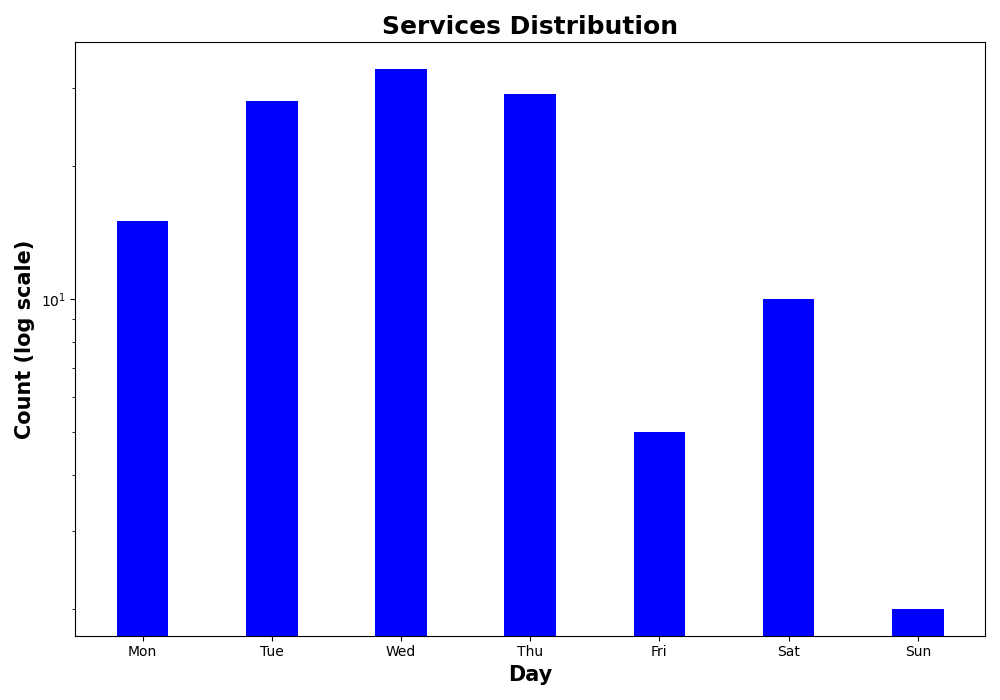 Services Distribution
Count (log scale)
10¹
Mon Tue Wed Thu Fri Sat Sun
Day